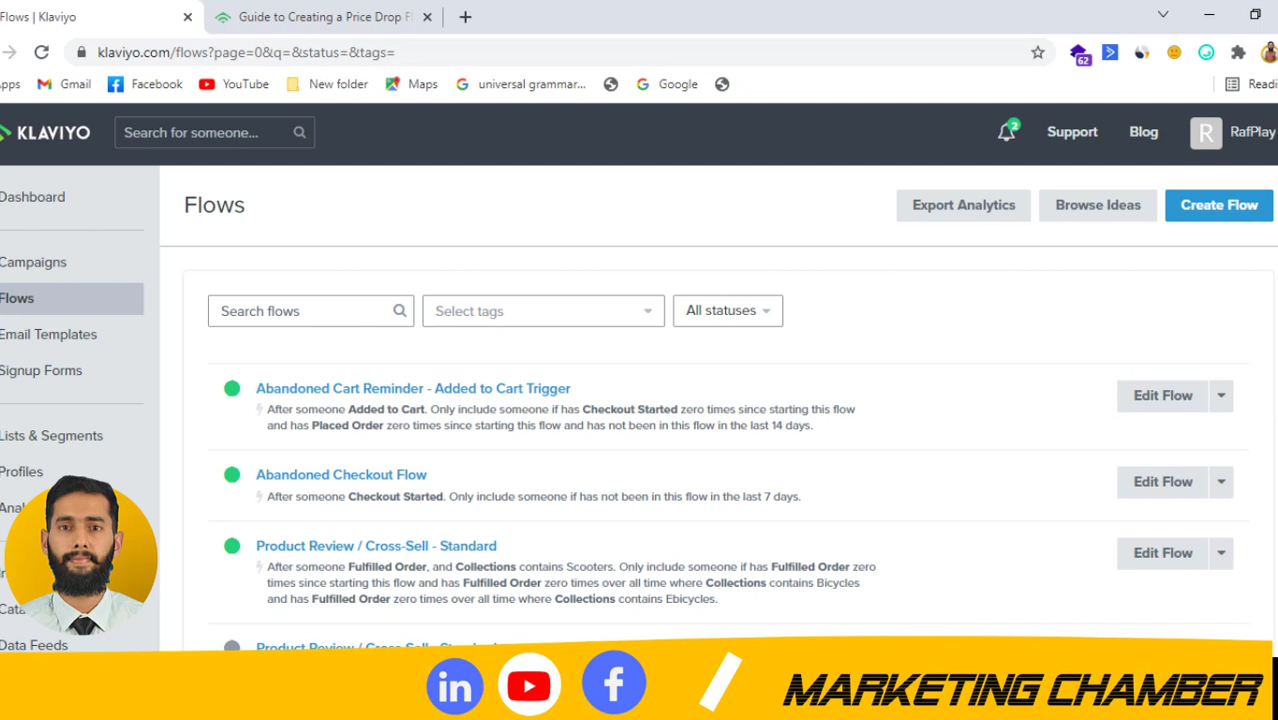 Flows | Klaviyo
Guide to Creating a Price Drop Fl
klaviyo.com/flows?page=0&q=&status=&tags=
62
pps
Gmail
Facebook
YouTube
New folder
Maps
universal grammar...
Google
Readi
KLAVIYO
Search for someone...
2
Support
Blog
R
RafPlay
Dashboard
Campaigns
Flows
Email Templates
Signup Forms
Lists & Segments
Profiles
Anal
In
Cata
Data Feeds
Flows
Export Analytics
Browse Ideas
Create Flow
Search flows
Select tags
All statuses
Abandoned Cart Reminder - Added to Cart Trigger
After someone Added to Cart. Only include someone if has Checkout Started zero times since starting this flow
and has Placed Order zero times since starting this flow and has not been in this flow in the last 14 days.
Edit Flow
Abandoned Checkout Flow
After someone Checkout Started. Only include someone if has not been in this flow in the last 7 days.
Edit Flow
Product Review / Cross-Sell - Standard
After someone Fulfilled Order, and Collections contains Scooters. Only include someone if has Fulfilled Order zero
times since starting this flow and has Fulfilled Order zero times over all time where Collections contains Bicycles
and has Fulfilled Order zero times over all time where Collections contains Ebicycles.
Edit Flow
Product Review / Cross-Sell - Standard
in
f
MARKETING CHAMBER